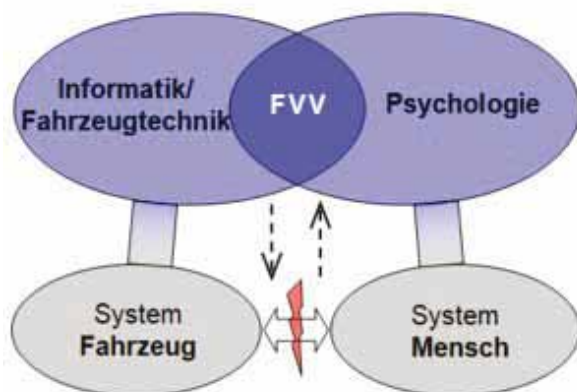 Informatik/
Fahrzeugtechnik
FVV
Psychologie
System
Fahrzeug
System
Mensch